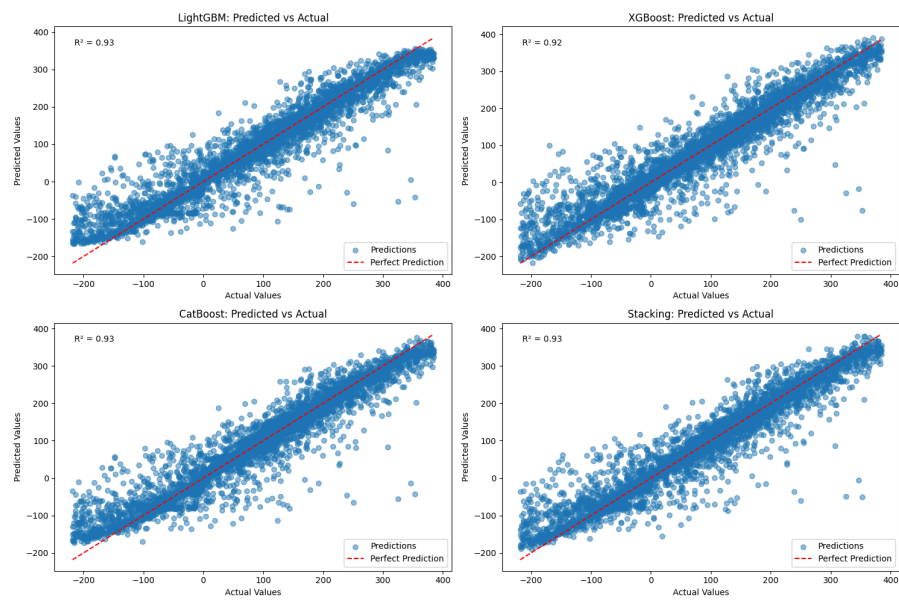 LightGBM: Predicted vs Actual
R² = 0.93
400
300
200
100
0
−100
−200
Predicted Values
−200 −100 0 100 200 300 400
Actual Values
Predictions
Perfect Prediction
XGBoost: Predicted vs Actual
R² = 0.92
400
300
200
100
0
−100
−200
Predicted Values
−200 −100 0 100 200 300 400
Actual Values
Predictions
Perfect Prediction
CatBoost: Predicted vs Actual
R² = 0.93
400
300
200
100
0
−100
−200
Predicted Values
−200 −100 0 100 200 300 400
Actual Values
Predictions
Perfect Prediction
Stacking: Predicted vs Actual
R² = 0.93
400
300
200
100
0
−100
−200
Predicted Values
−200 −100 0 100 200 300 400
Actual Values
Predictions
Perfect Prediction